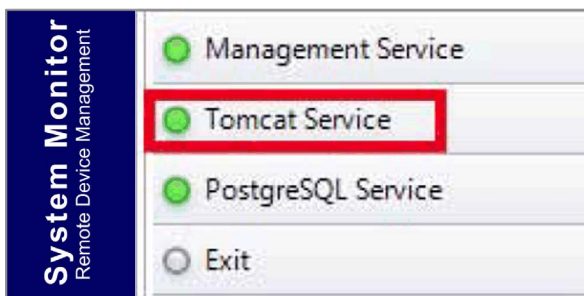 System Monitor
Remote Device Management
Management Service
Tomcat Service
PostgreSQL Service
Exit